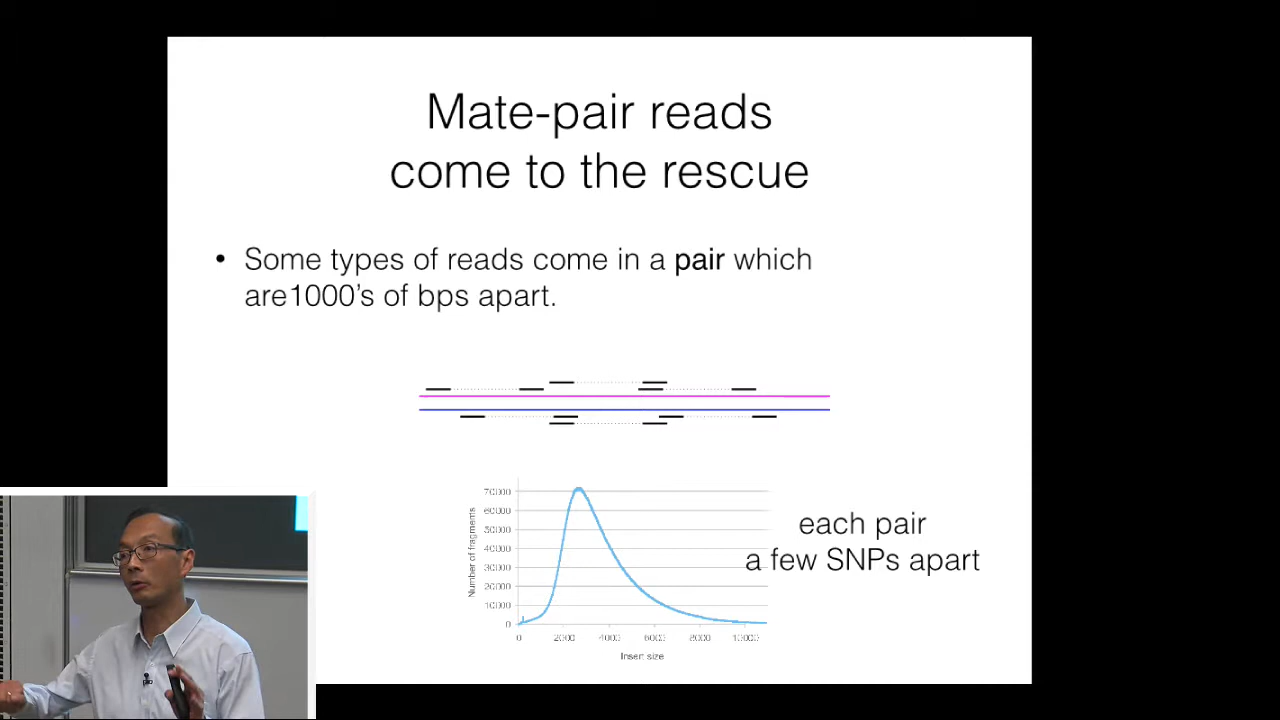 Mate-pair reads
come to the rescue
• Some types of reads come in a pair which
are1000's of bps apart.
70000
60000
50000
40000
30000
20000
10000
0
Number of fragments
0 2000 4000 6000 8000 10000
Insert size
each pair
a few SNPs apart